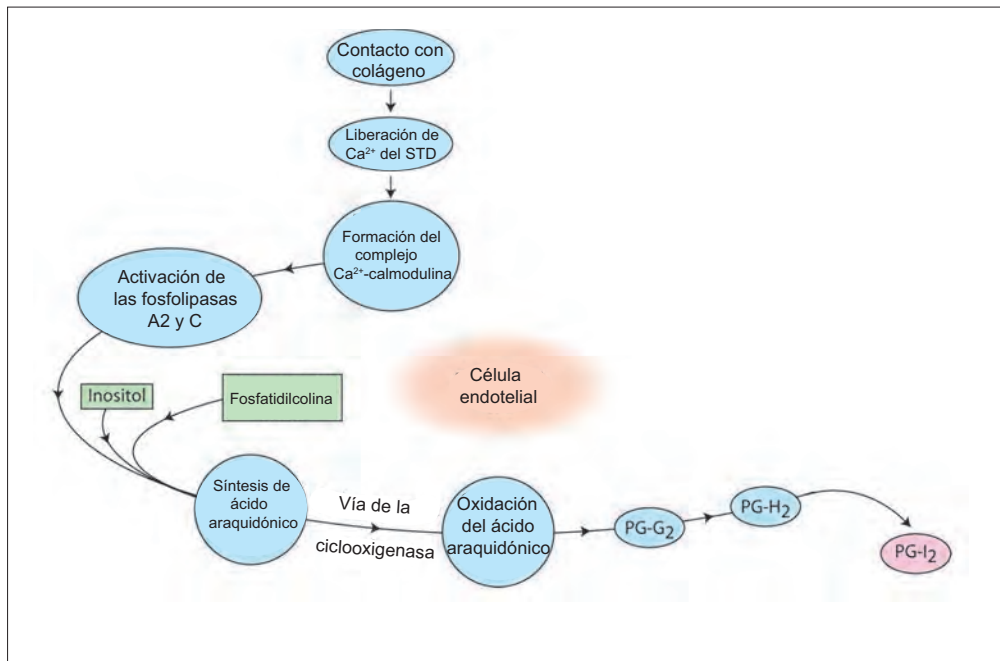 Contacto con
colágeno
Liberación de
Ca²⁺ del STD
Formación del
complejo
Ca²⁺-calmodulina
Activación de
las fosfolipasas
A2 y C
Inositol
Fosfatidilcolina
Célula
endotelial
Síntesis de
ácido
araquidónico
Vía de la
ciclooxigenasa
Oxidación
del ácido
araquidónico
PG-G₂
PG-H₂
PG-I₂